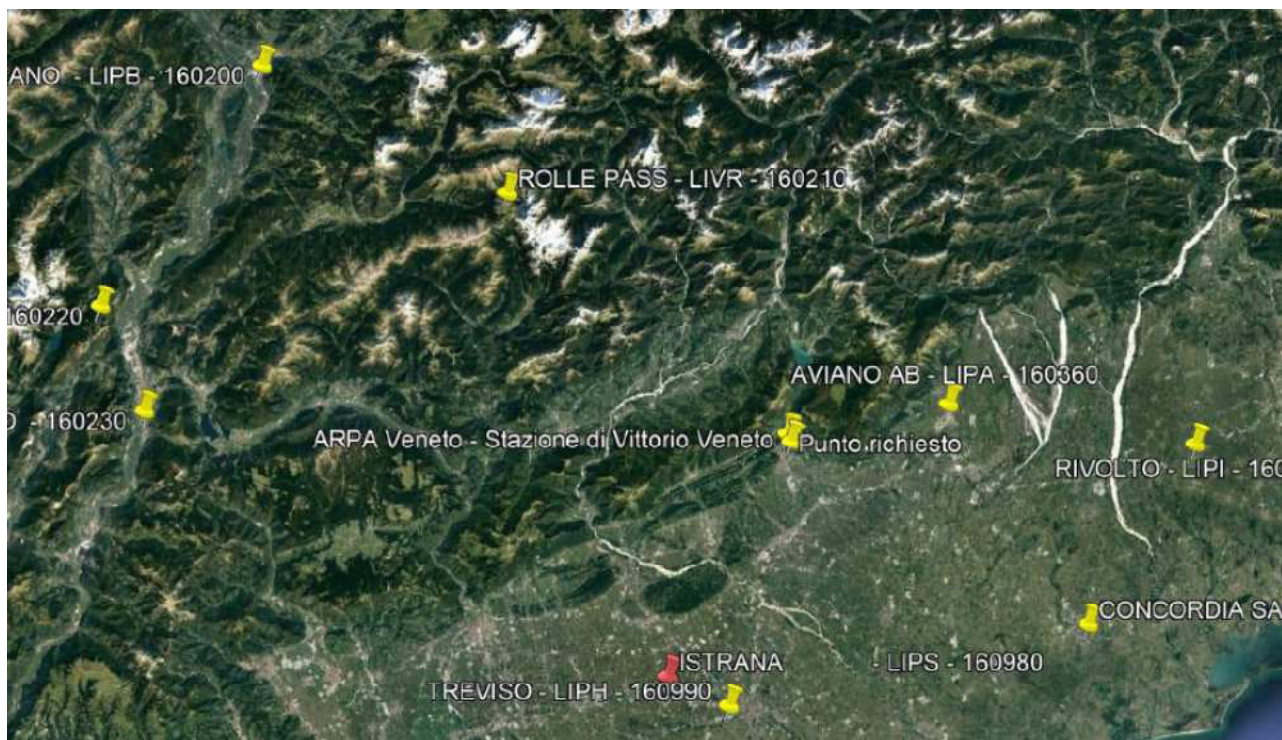 ANO - LIPB - 160200
ROLLE PASS - LIVR - 160210
160220
AVIANO AB - LIPA - 160360
- 160230
ARPA Veneto - Stazione di Vittorio Veneto
Punto richiesto
RIVOLTO - LIPI - 160
CONCORDIA SA
ISTRANA - LIPS - 160980
TREVISO - LIPH - 160990